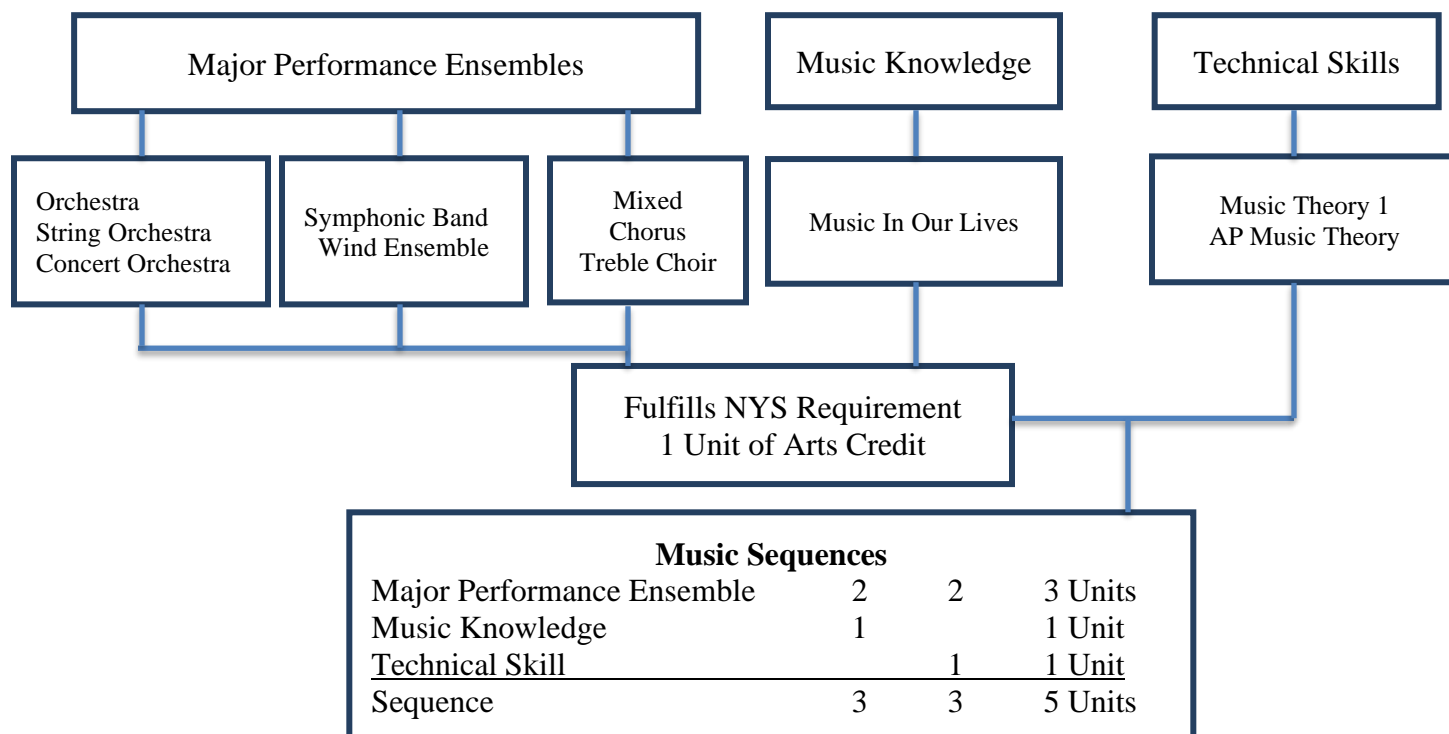 Major Performance Ensembles
Music Knowledge
Technical Skills
Orchestra
String Orchestra
Concert Orchestra
Symphonic Band
Wind Ensemble
Mixed
Chorus
Treble Choir
Music In Our Lives
Music Theory 1
AP Music Theory
Fulfills NYS Requirement
1 Unit of Arts Credit
Music Sequences
Major Performance Ensemble 2 2 3 Units
Music Knowledge 1 1 Unit
Technical Skill 1 1 Unit
Sequence 3 3 5 Units